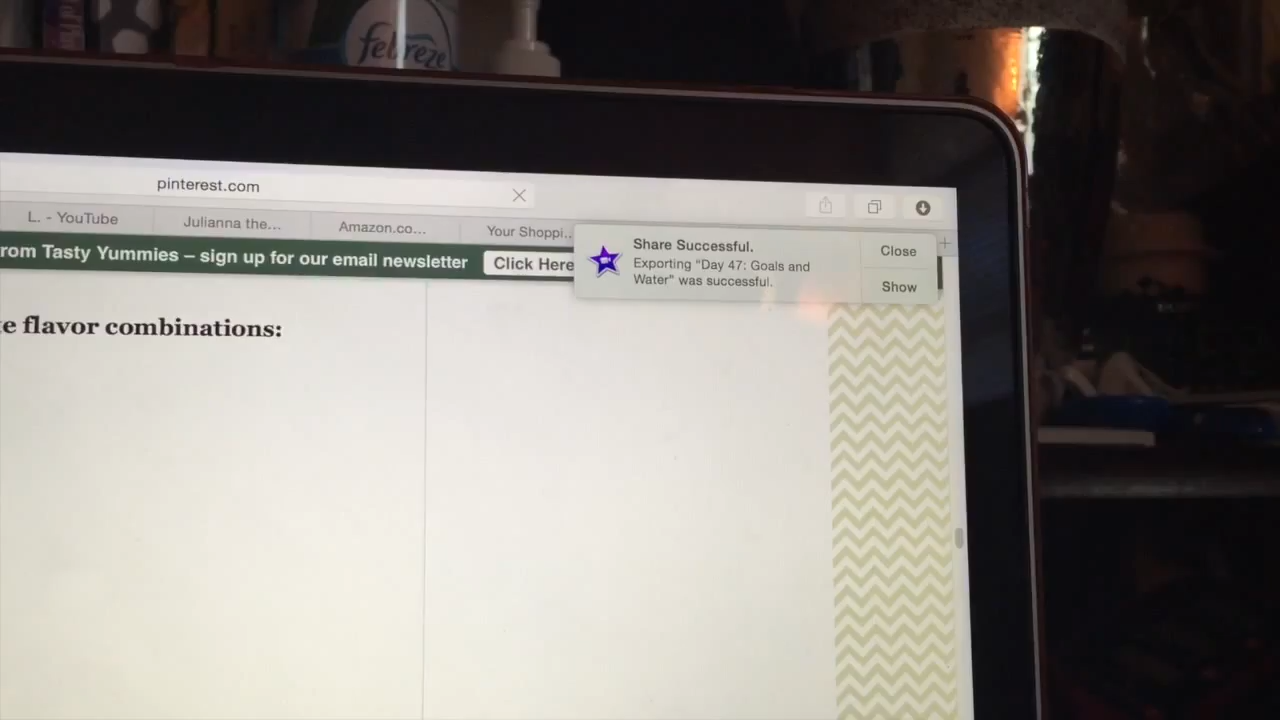 febreze
pinterest.com
L. - YouTube
Julianna the...
Amazon.co...
Your Shoppi...
rom Tasty Yummies – sign up for our email newsletter
Click Here
Share Successful.
Exporting "Day 47: Goals and
Water" was successful.
Close
Show
e flavor combinations: